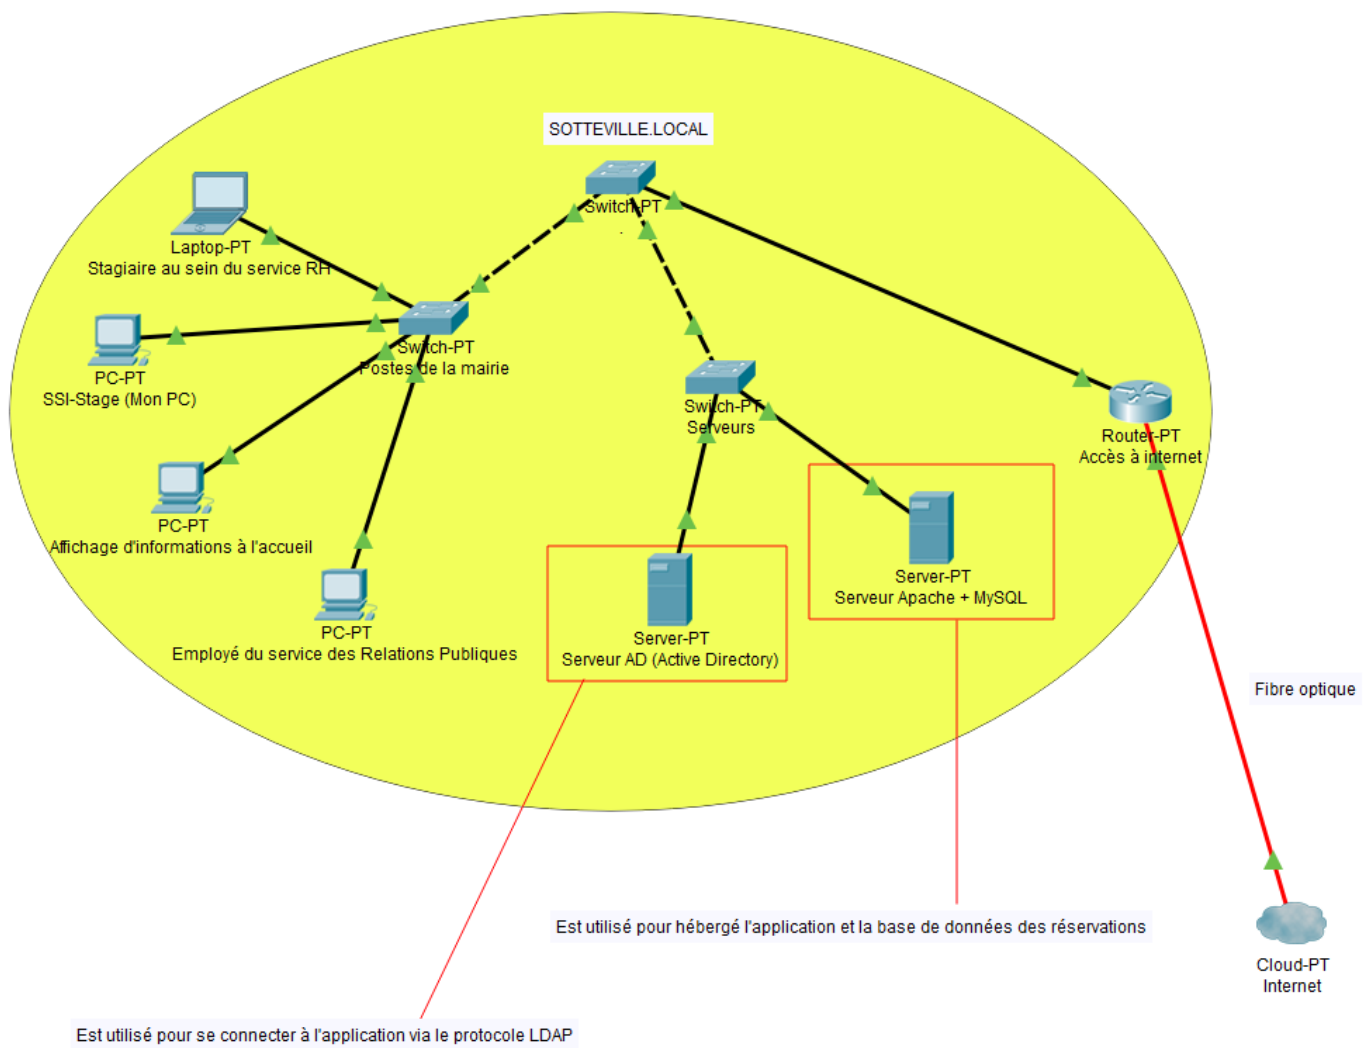 SOTTEVILLE.LOCAL
Switch-PT
.
Laptop-PT
Stagiaire au sein du service RH
Switch-PT
Postes de la mairie
PC-PT
SSI-Stage (Mon PC)
Switch-PT
Serveurs
Router-PT
Accès à internet
PC-PT
Affichage d'informations à l'accueil
Server-PT
Serveur Apache + MySQL
PC-PT
Employé du service des Relations Publiques
Server-PT
Serveur AD (Active Directory)
Fibre optique
Est utilisé pour hébergé l'application et la base de données des réservations
Cloud-PT
Internet
Est utilisé pour se connecter à l'application via le protocole LDAP